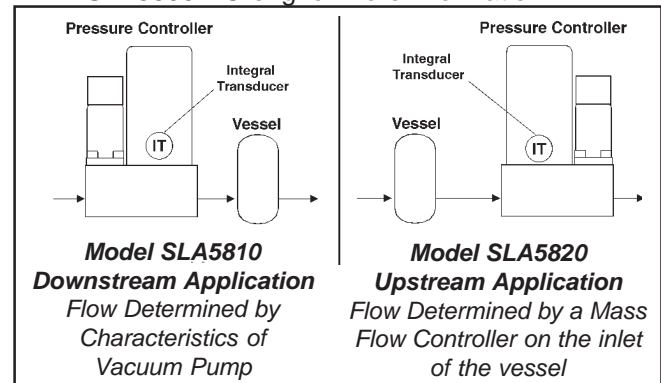 Pressure Controller
Integral
Transducer
Vessel
IT
Model SLA5810
Downstream Application
Flow Determined by
Characteristics of
Vacuum Pump
Pressure Controller
Integral
Transducer
Vessel
IT
Model SLA5820
Upstream Application
Flow Determined by a Mass
Flow Controller on the inlet
of the vessel